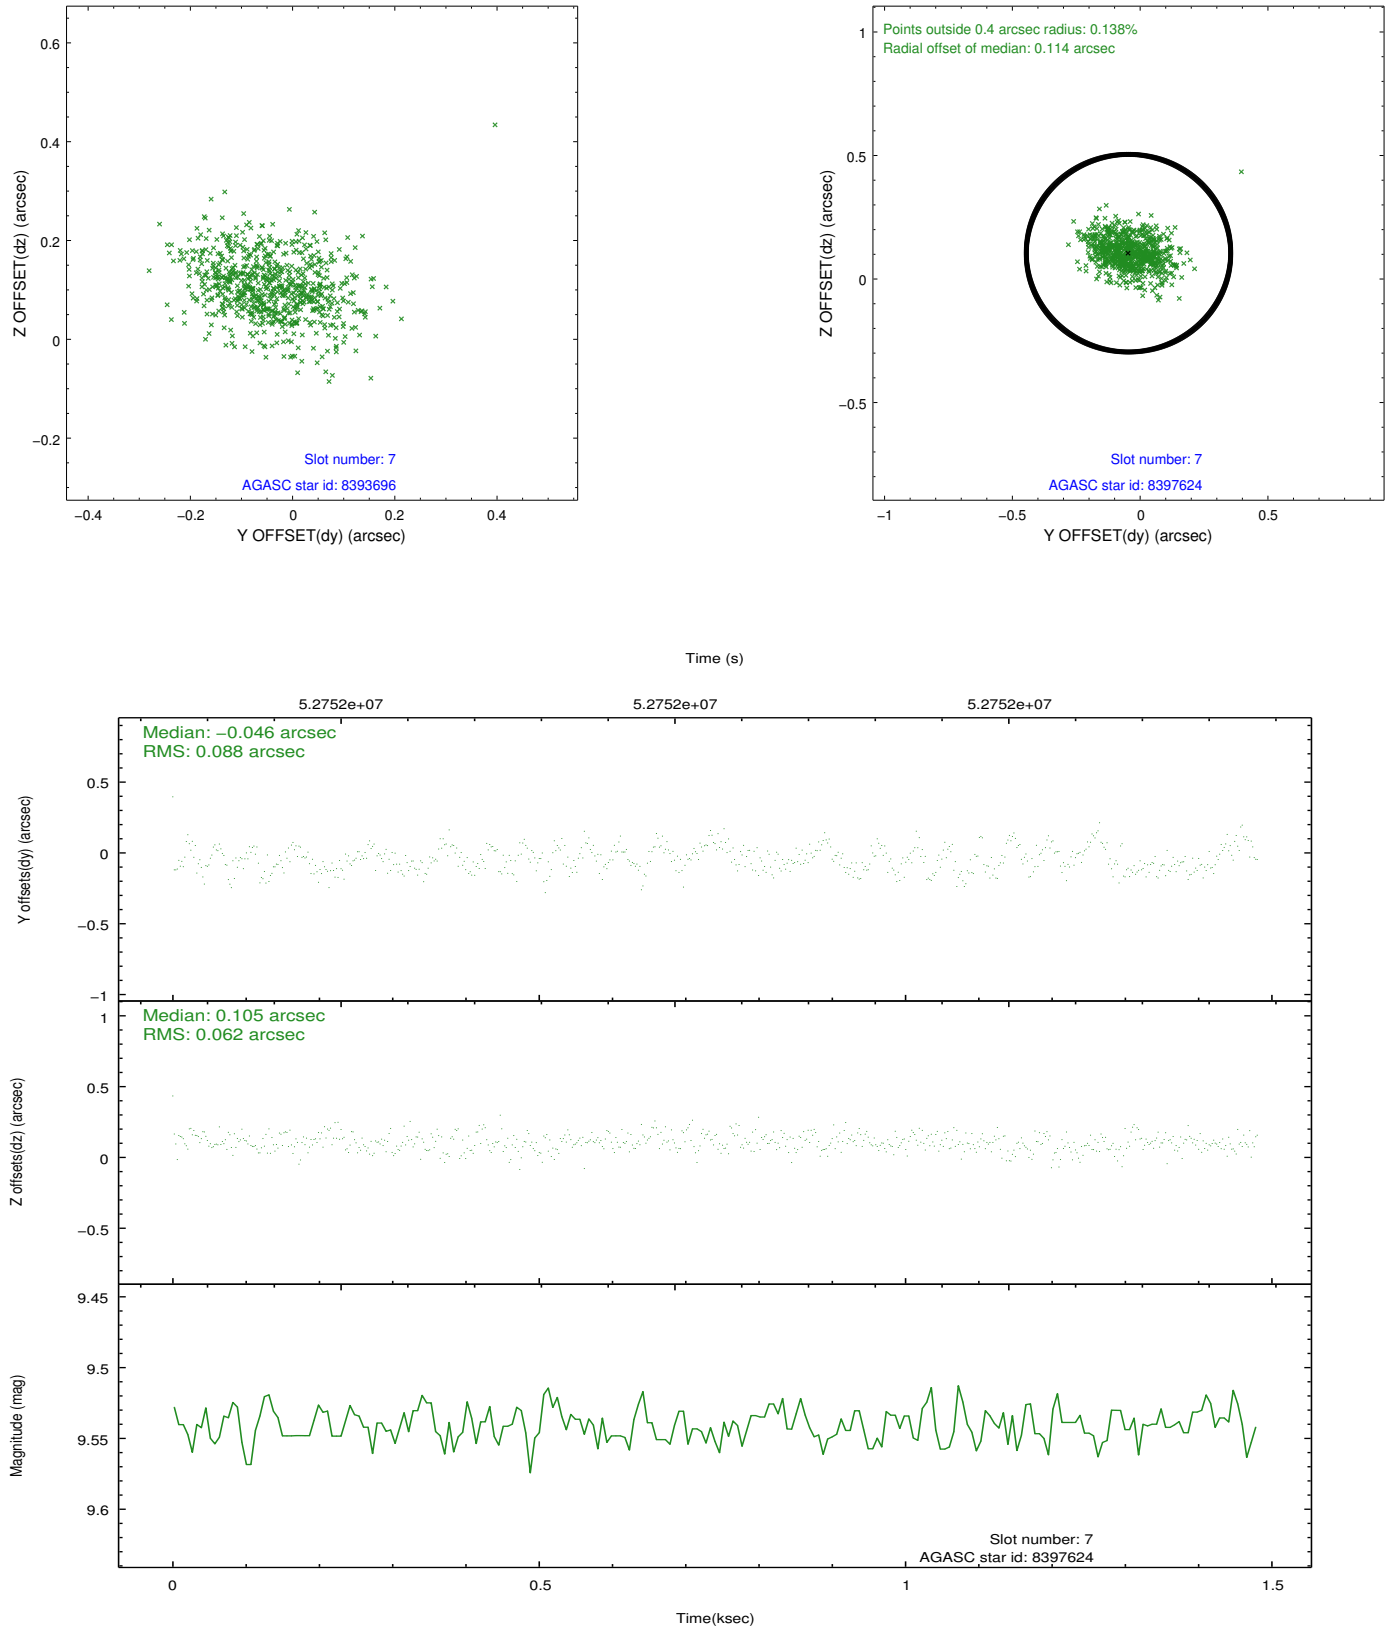 0.6
0.4
0.2
0
−0.2
Z OFFSET(dz) (arcsec)
Slot number: 7
AGASC star id: 8393696
−0.4
−0.2
0
0.2
0.4
Y OFFSET(dy) (arcsec)
Points outside 0.4 arcsec radius: 0.138%
Radial offset of median: 0.114 arcsec
1
0.5
0
−0.5
Z OFFSET(dz) (arcsec)
Slot number: 7
AGASC star id: 8397624
−1
−0.5
0
0.5
Y OFFSET(dy) (arcsec)
Time (s)
5.2752e+07
5.2752e+07
5.2752e+07
Median: −0.046 arcsec
RMS: 0.088 arcsec
0.5
0
−0.5
−1
Y offsets(dy) (arcsec)
Median: 0.105 arcsec
RMS: 0.062 arcsec
1
0.5
0
−0.5
Z offsets(dz) (arcsec)
9.45
9.5
9.55
9.6
Magnitude (mag)
Slot number: 7
AGASC star id: 8397624
0
0.5
1
1.5
Time(ksec)